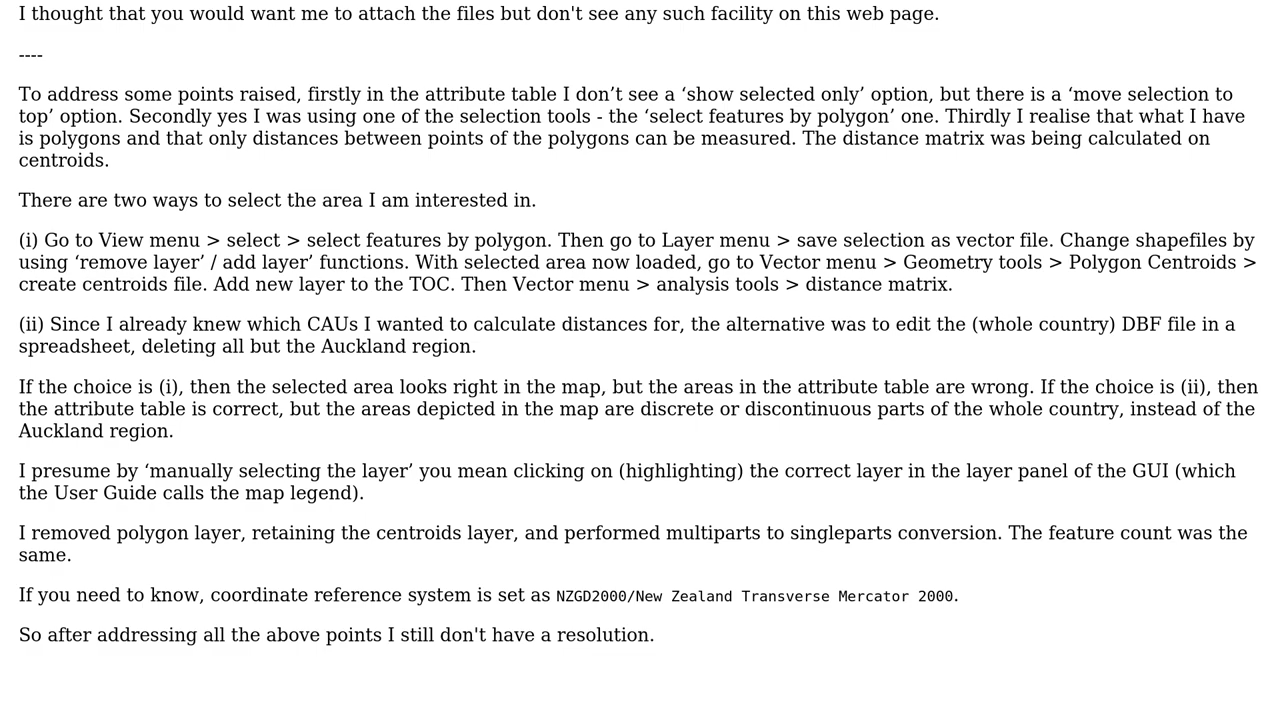 I thought that you would want me to attach the files but don't see any such facility on this web page.
----
To address some points raised, firstly in the attribute table I don’t see a ‘show selected only’ option, but there is a ‘move selection to
top’ option. Secondly yes I was using one of the selection tools - the ‘select features by polygon’ one. Thirdly I realise that what I have
is polygons and that only distances between points of the polygons can be measured. The distance matrix was being calculated on
centroids.
There are two ways to select the area I am interested in.
(i) Go to View menu > select > select features by polygon. Then go to Layer menu > save selection as vector file. Change shapefiles by
using ‘remove layer’ / add layer’ functions. With selected area now loaded, go to Vector menu > Geometry tools > Polygon Centroids >
create centroids file. Add new layer to the TOC. Then Vector menu > analysis tools > distance matrix.
(ii) Since I already knew which CAUs I wanted to calculate distances for, the alternative was to edit the (whole country) DBF file in a
spreadsheet, deleting all but the Auckland region.
If the choice is (i), then the selected area looks right in the map, but the areas in the attribute table are wrong. If the choice is (ii), then
the attribute table is correct, but the areas depicted in the map are discrete or discontinuous parts of the whole country, instead of the
Auckland region.
I presume by ‘manually selecting the layer’ you mean clicking on (highlighting) the correct layer in the layer panel of the GUI (which
the User Guide calls the map legend).
I removed polygon layer, retaining the centroids layer, and performed multiparts to singleparts conversion. The feature count was the
same.
If you need to know, coordinate reference system is set as NZGD2000/New Zealand Transverse Mercator 2000.
So after addressing all the above points I still don't have a resolution.